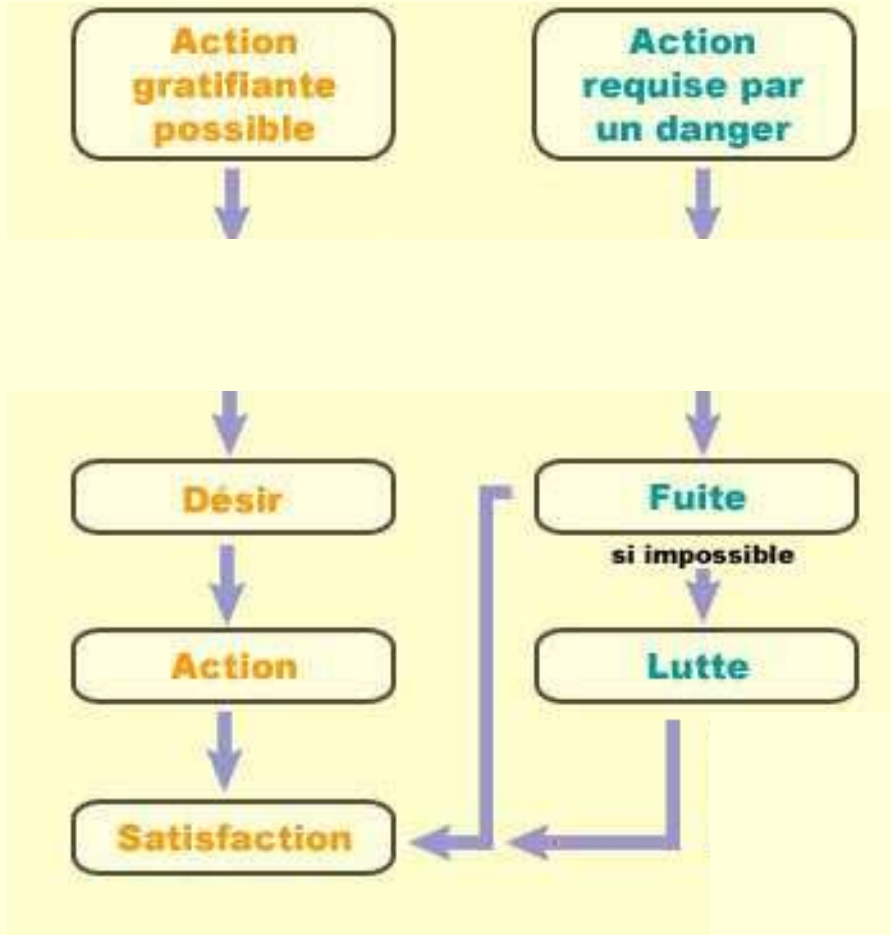 Action
gratifiante
possible
Action
requise par
un danger
Désir
Fuite
si impossible
Action
Lutte
Satisfaction